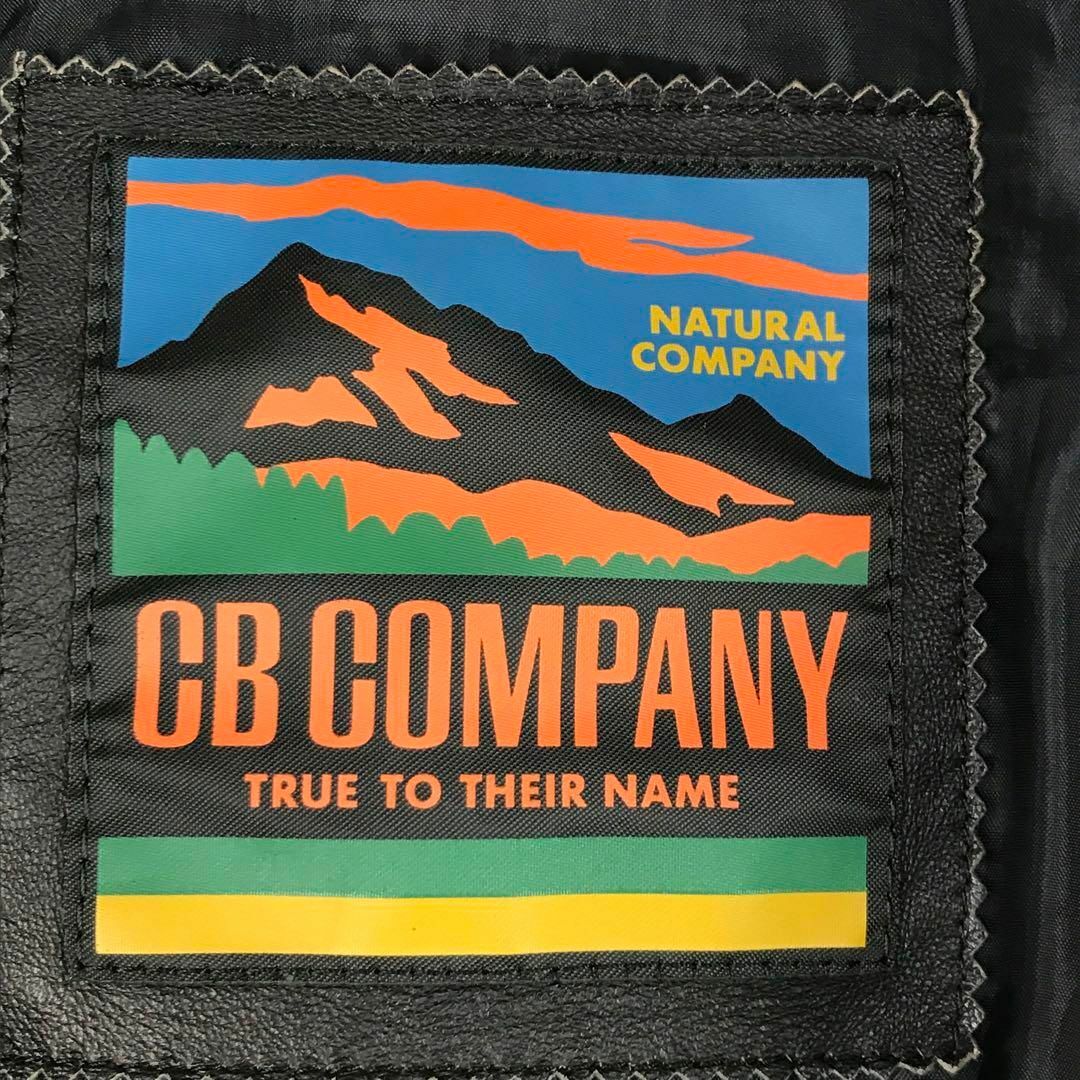 NATURAL
COMPANY
CB COMPANY
TRUE TO THEIR NAME